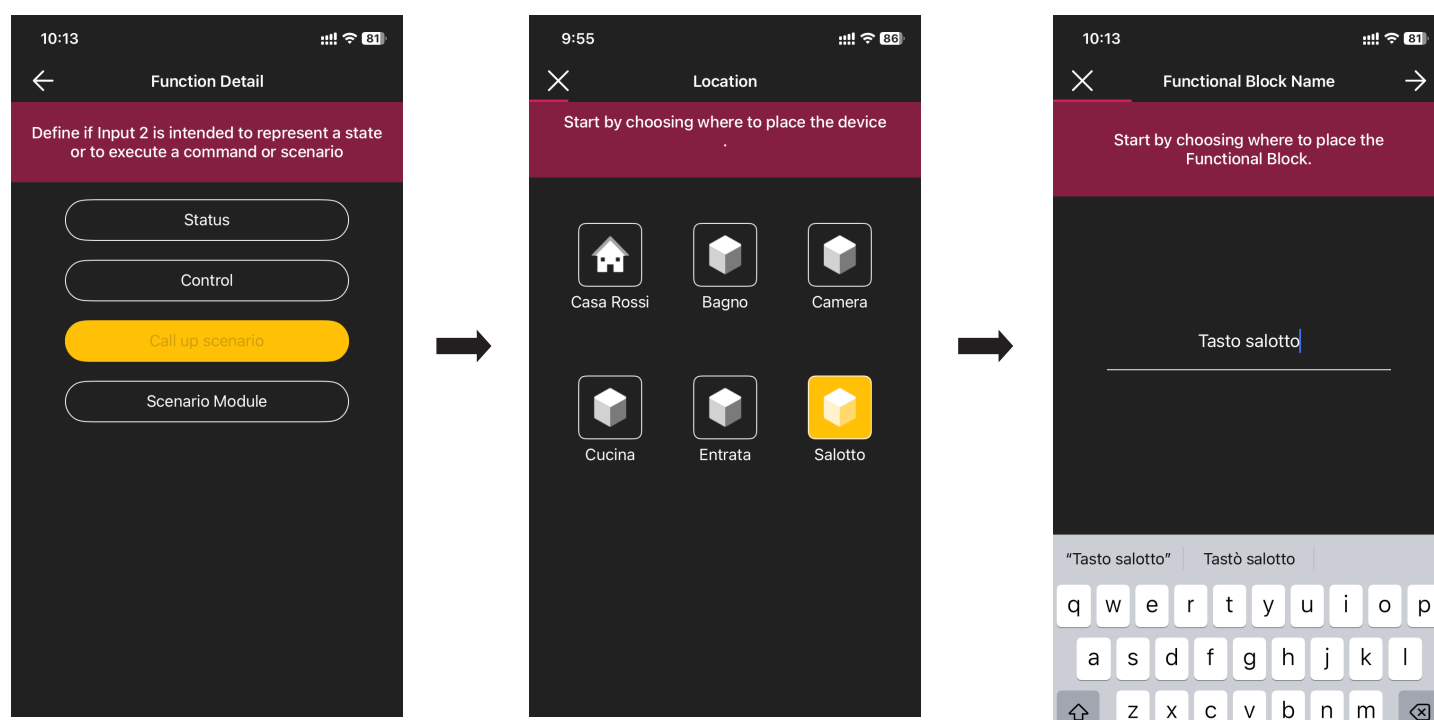 10:13
81
Function Detail
Define if Input 2 is intended to represent a state
or to execute a command or scenario
Status
Control
Call up scenario
Scenario Module
9:55
86
Location
Start by choosing where to place the device
.
Casa Rossi
Bagno
Camera
Cucina
Entrata
Salotto
10:13
81
Functional Block Name
Start by choosing where to place the
Functional Block.
Tasto salotto
“Tasto salotto” Tastò salotto
q w e r t y u i o p
a s d f g h j k l
z x c v b n m